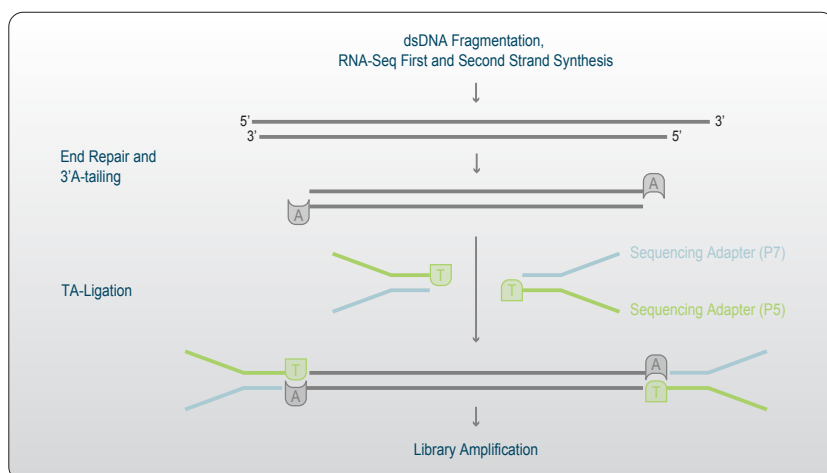 dsDNA Fragmentation,
RNA-Seq First and Second Strand Synthesis
5’ 3’
3’ 5’
End Repair and
3’A-tailing
A
A
T
Sequencing Adapter (P7)
TA-Ligation
T
Sequencing Adapter (P5)
T A
A T
Library Amplification